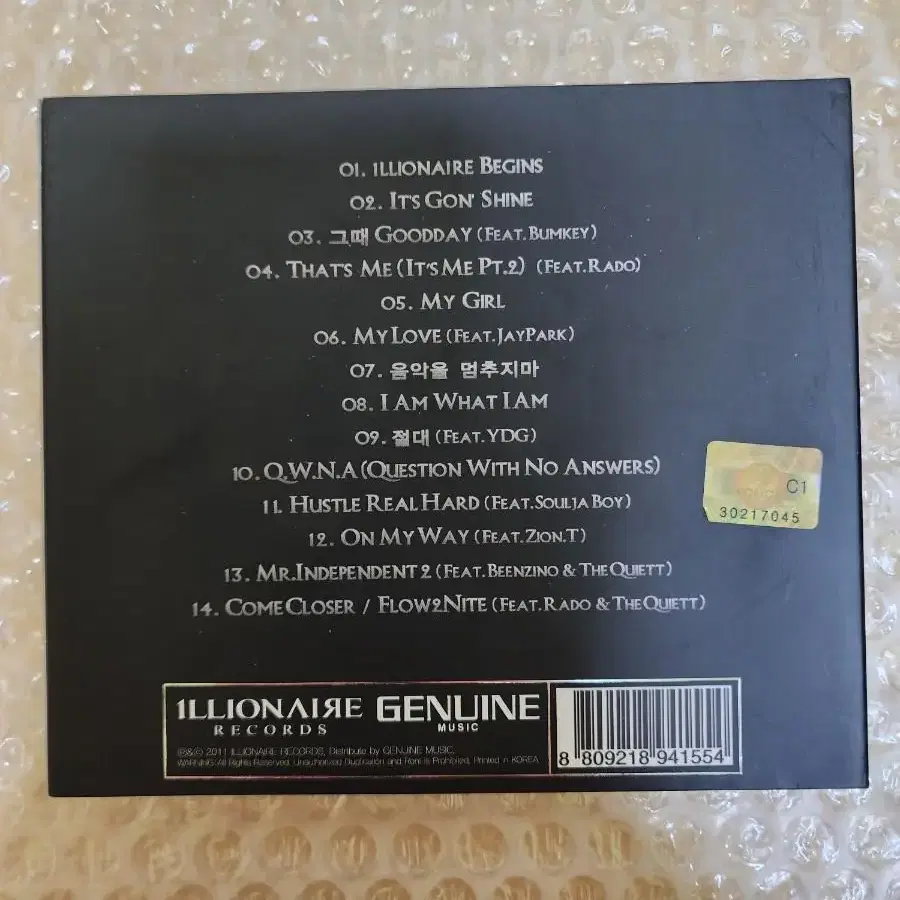 01. 1LLIONAIRE BEGINS
02. IT'S GON' SHINE
03. 그때 GOODDAY (FEAT.BUMKEY)
04. THAT'S ME (IT'S ME PT.2) (FEAT.RADO)
05. MY GIRL
06. MY LOVE (FEAT.JAYPARK)
07. 음악을 멈추지마
08. I AM WHAT I AM
09. 절대 (FEAT.YDG)
10. Q.W.N.A (QUESTION WITH NO ANSWERS)
11. HUSTLE REAL HARD (FEAT.SOULJA BOY)
12. ON MY WAY (FEAT.ZION.T)
13. MR.INDEPENDENT 2 (FEAT.BEENZINO & THE QUIETT)
14. COME CLOSER / FLOW2NITE (FEAT.RADO & THE QUIETT)
C1
30217045
1LLIONAIRE RECORDS
GENUINE MUSIC
℗&© 2011 ILLIONAIRE RECORDS, Distribute by GENUINE MUSIC.
WARNING: All Rights Reserved. Unauthorized Duplication and Rent is Prohibited. Printed in KOREA
8 809218 941554